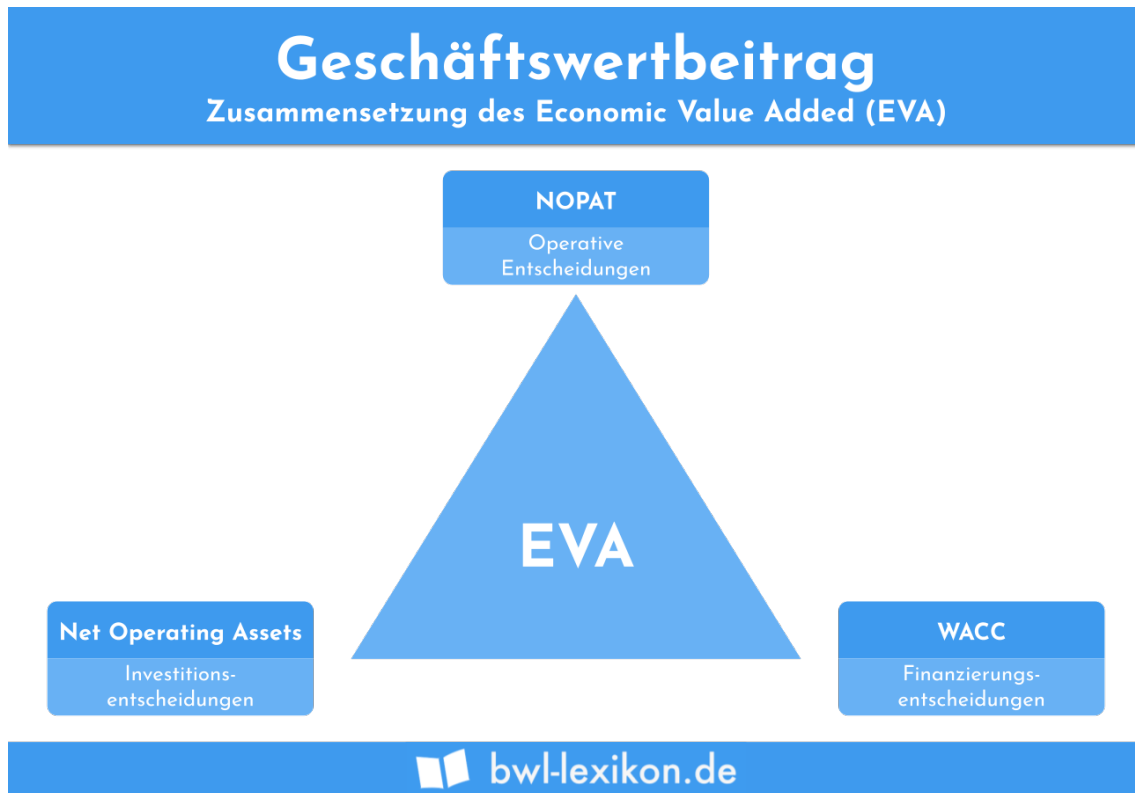 Geschäftswertbeitrag
Zusammensetzung des Economic Value Added (EVA)
NOPAT
Operative
Entscheidungen
EVA
Net Operating Assets
Investitions-
entscheidungen
WACC
Finanzierungs-
entscheidungen
bwl-lexikon.de